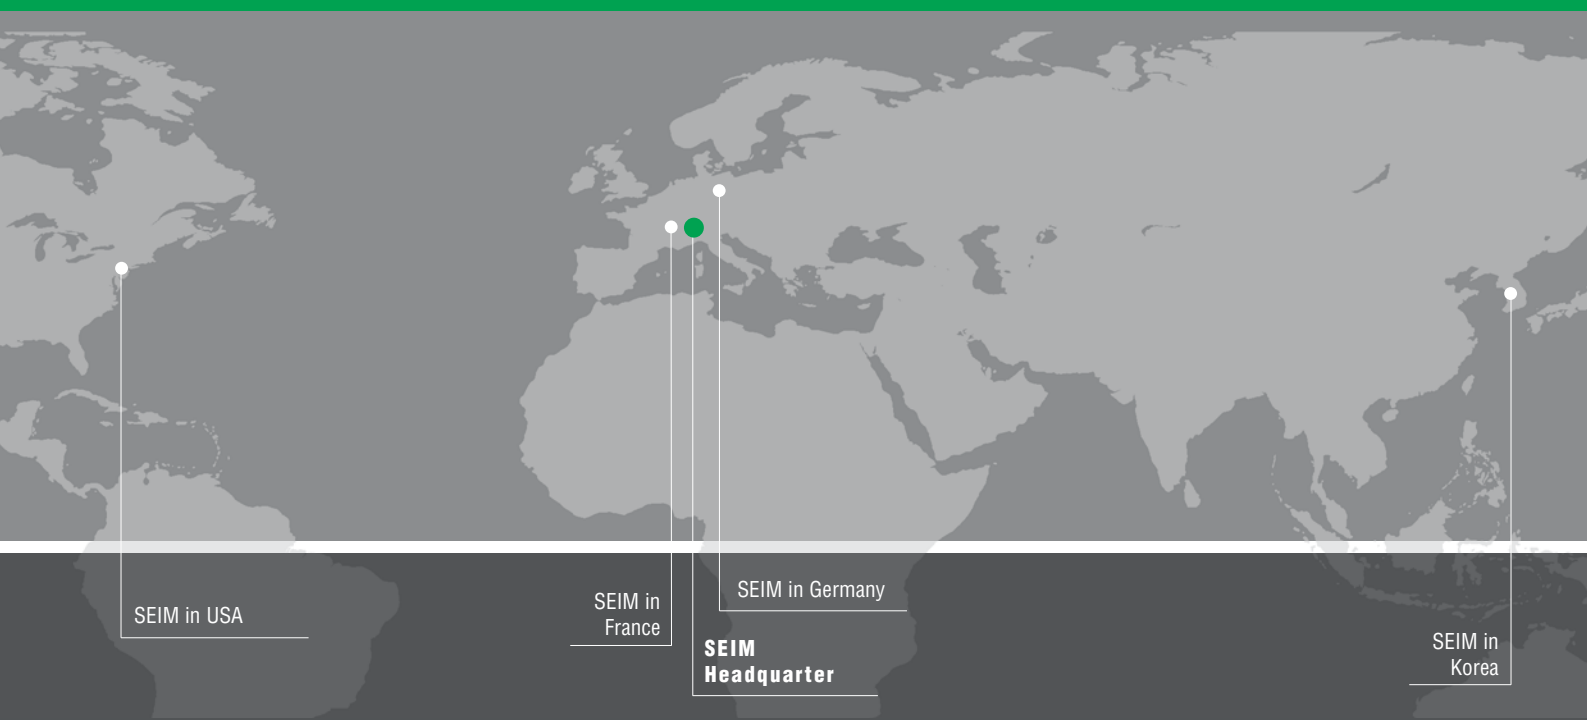 SEIM in USA
SEIM in
France
SEIM in Germany
SEIM
Headquarter
SEIM in
Korea